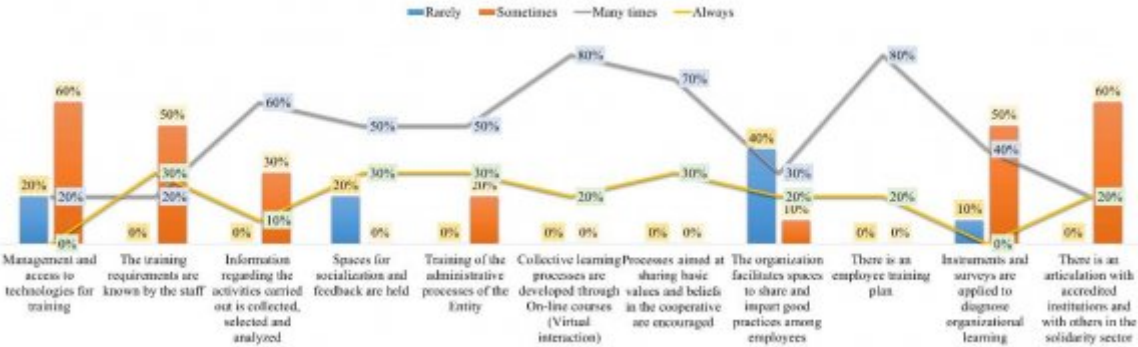 Rarely Sometimes Many times Always
80% 80%
70%
60% 60% 60%
50% 50% 50% 50%
40% 40%
30% 30% 30% 30% 30% 30%
20% 20% 20% 20% 20% 20% 20% 20% 20%
10% 10% 10%
0% 0% 0% 0% 0% 0% 0% 0% 0% 0% 0% 0% 0% 0%
Management and access to technologies for training
The training requirements are known by the staff
Information regarding the activities carried out is collected, selected and analyzed
Spaces for socialization and feedback are held
Training of the administrative processes of the Entity
Collective learning processes are developed through On-line courses (Virtual interaction)
Processes aimed at sharing basic values and beliefs in the cooperative are encouraged
The organization facilitates spaces to share and impart good practices among employees
There is an employee training plan
Instruments and surveys are applied to diagnose organizational learning
There is an articulation with accredited institutions and with others in the solidarity sector